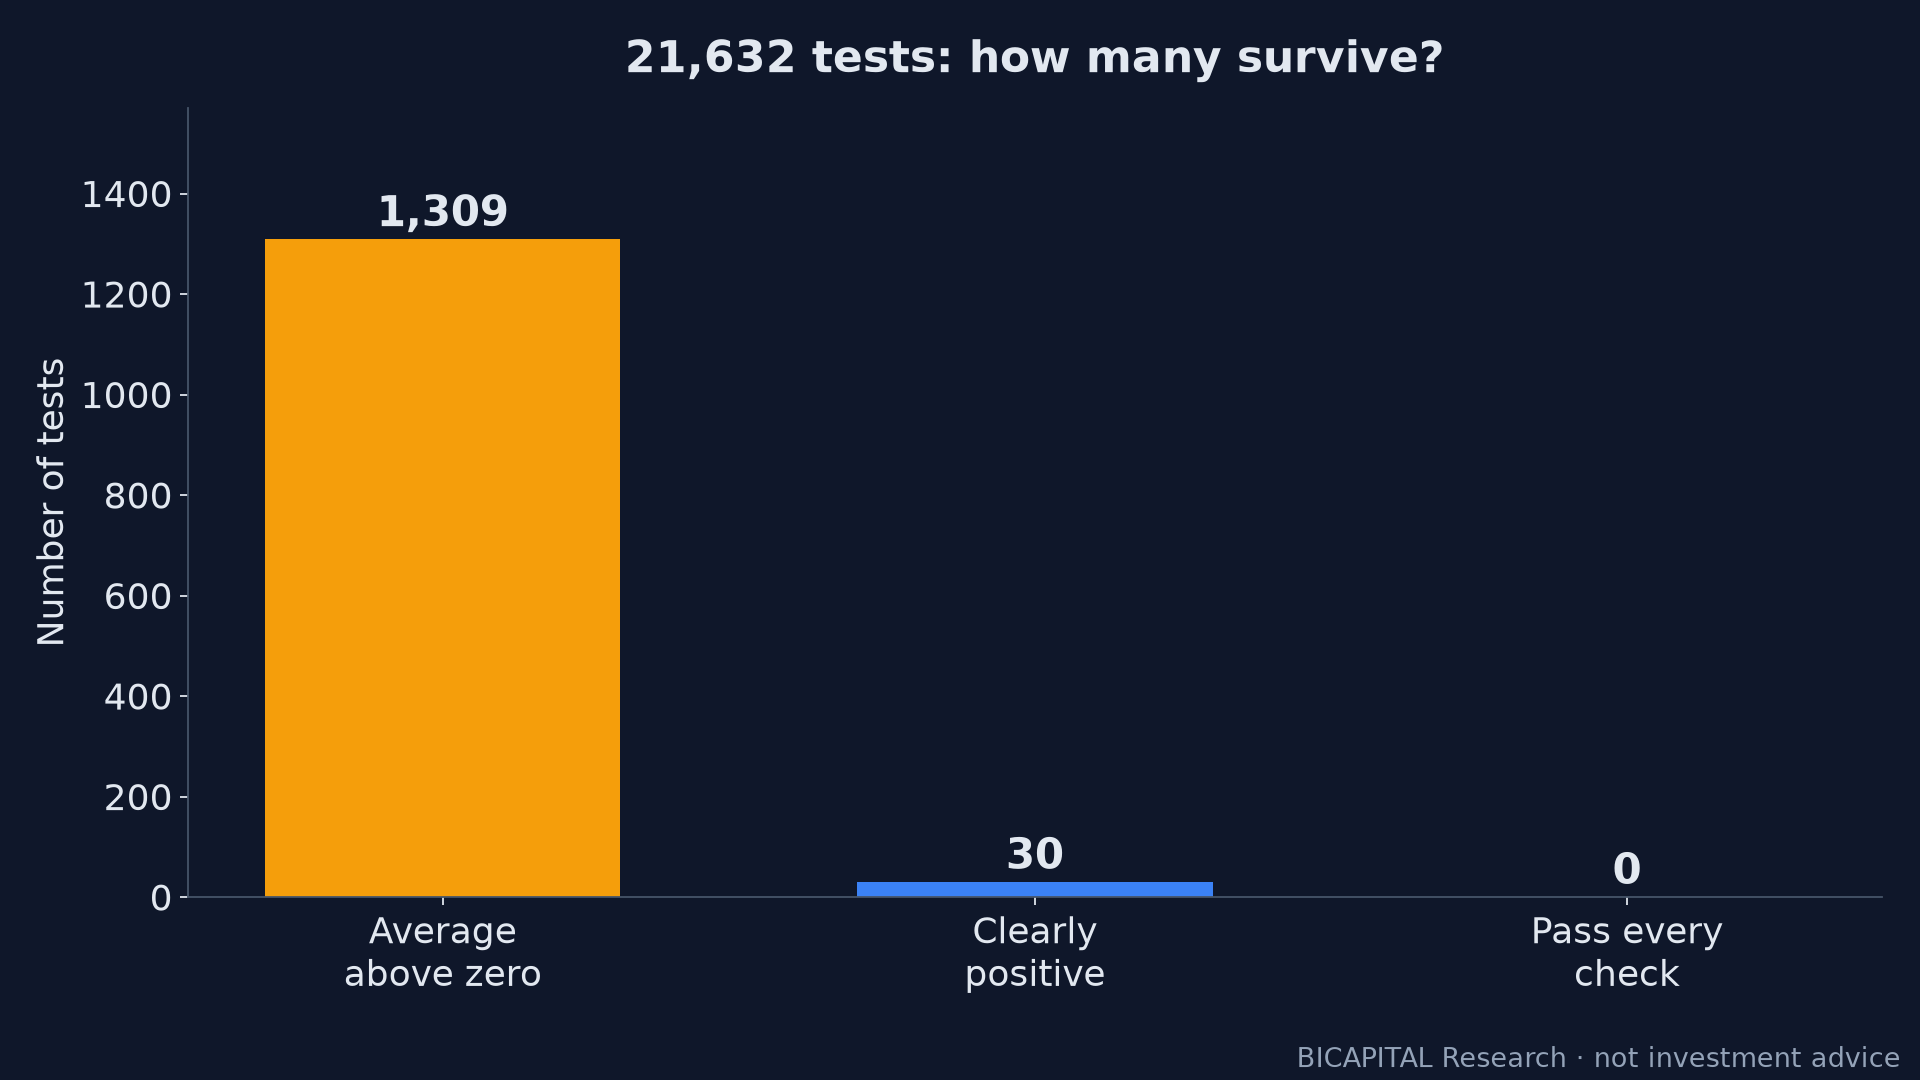 21,632 tests: how many survive?
Number of tests
1400
1200
1000
800
600
400
200
0
1,309
30
0
Average
above zero
Clearly
positive
Pass every
check
BICAPITAL Research · not investment advice